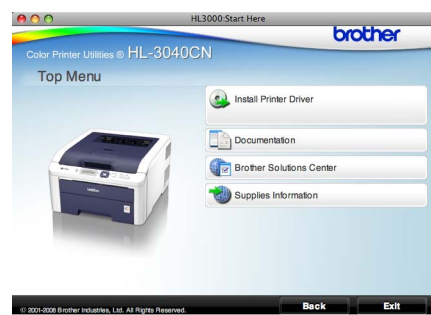 HL3000:Start Here
brother
Color Printer Utilities ® HL-3040CN
Top Menu
Install Printer Driver
Documentation
Brother Solutions Center
Supplies Information
© 2001-2008 Brother Industries, Ltd. All Rights Reserved.
Back
Exit